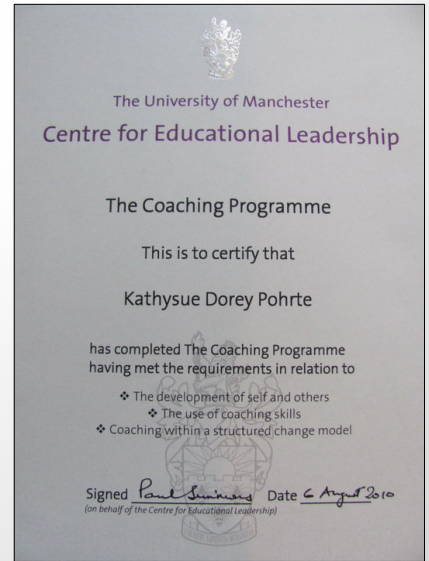 The University of Manchester
Centre for Educational Leadership
The Coaching Programme
This is to certify that
Kathysue Dorey Pohrte
has completed The Coaching Programme
having met the requirements in relation to
❖ The development of self and others
❖ The use of coaching skills
❖ Coaching within a structured change model
Signed Paul Date 6 August 2010
(on behalf of the Centre for Educational Leadership)